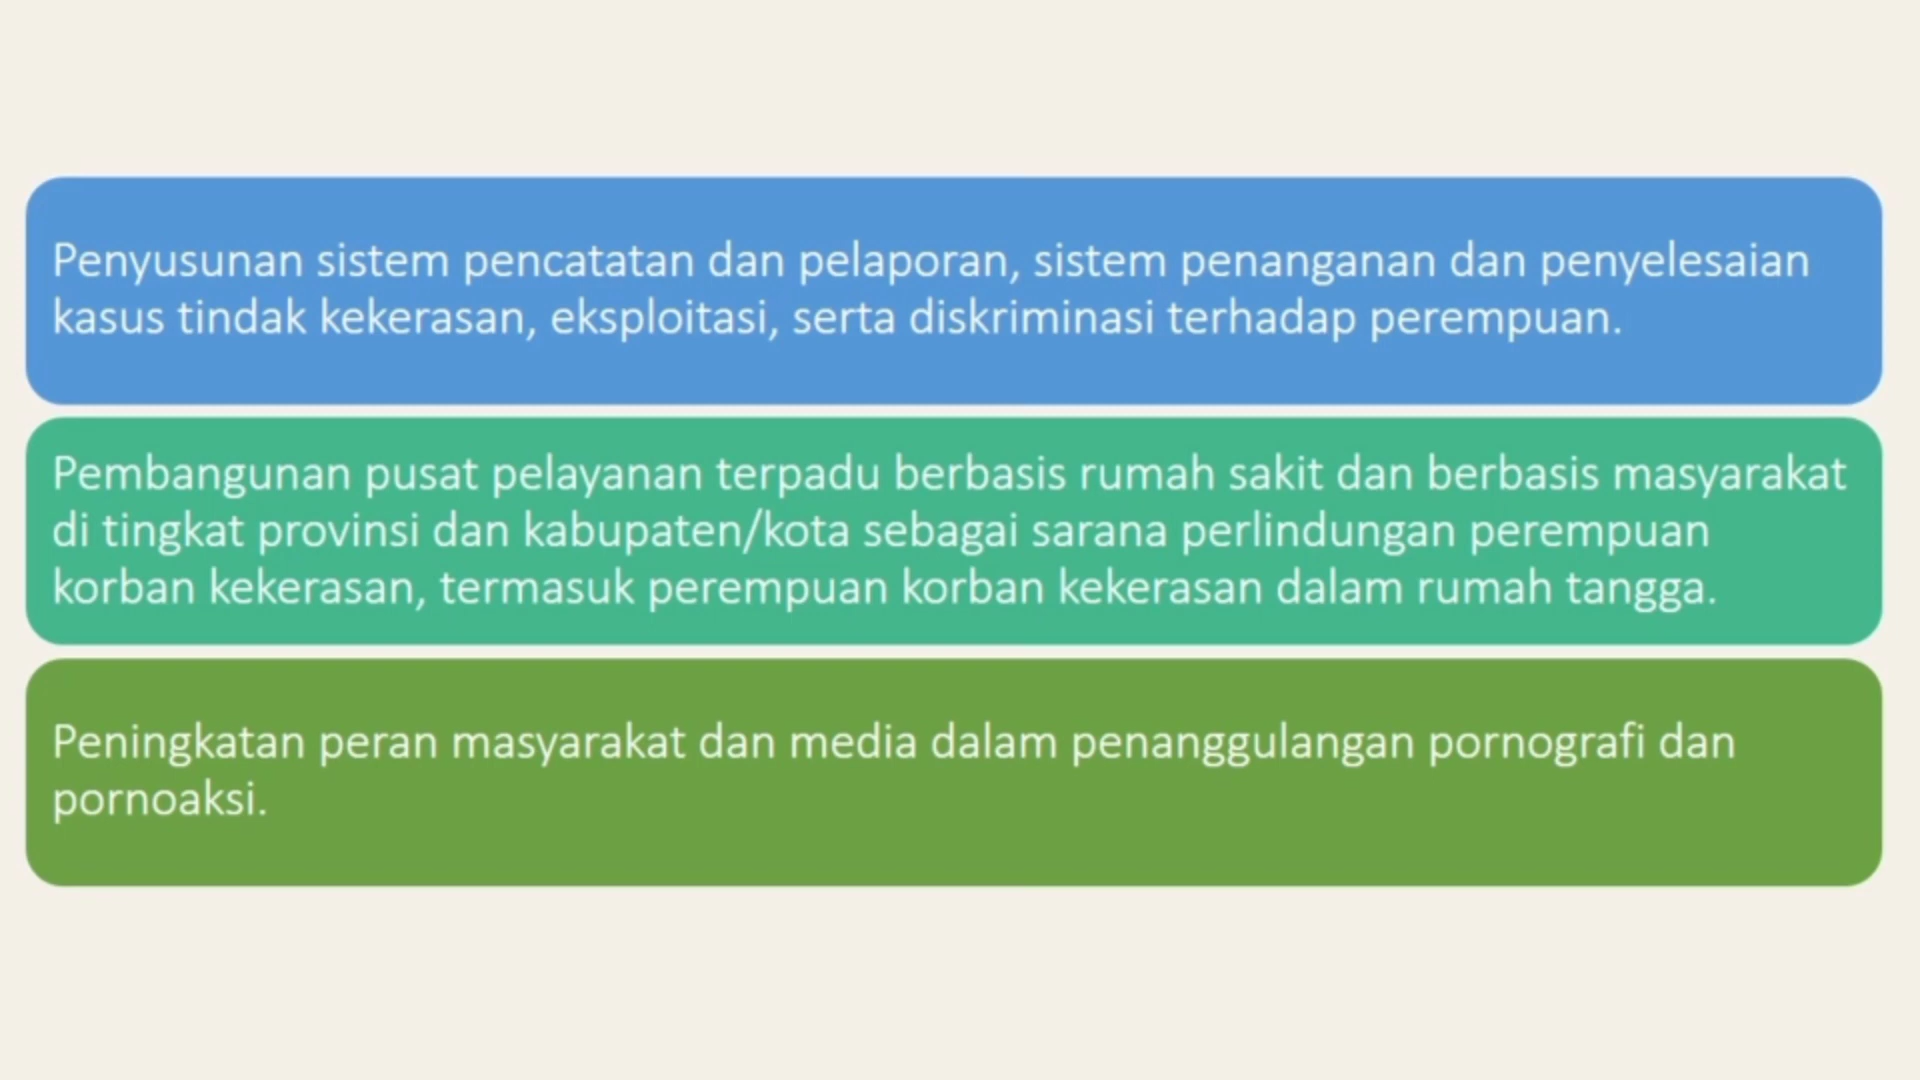 Penyusunan sistem pencatatan dan pelaporan, sistem penanganan dan penyelesaian
kasus tindak kekerasan, eksploitasi, serta diskriminasi terhadap perempuan.
Pembangunan pusat pelayanan terpadu berbasis rumah sakit dan berbasis masyarakat
di tingkat provinsi dan kabupaten/kota sebagai sarana perlindungan perempuan
korban kekerasan, termasuk perempuan korban kekerasan dalam rumah tangga.
Peningkatan peran masyarakat dan media dalam penanggulangan pornografi dan
pornoaksi.